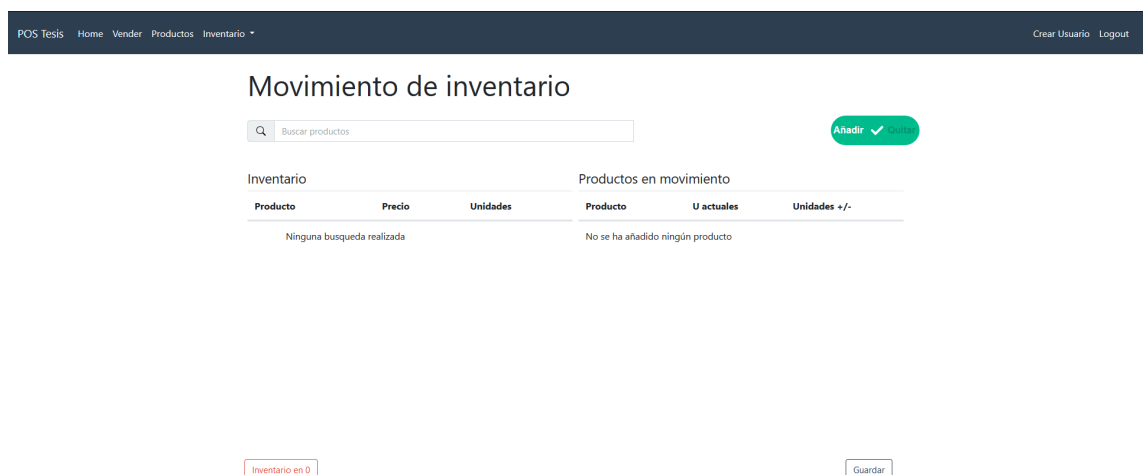 POS Tesis Home Vender Productos Inventario Crear Usuario Logout
Movimiento de inventario
Buscar productos
Añadir Quitar
Inventario
Productos en movimiento
Producto Precio Unidades
Producto U actuales Unidades +/-
Ninguna busqueda realizada
No se ha añadido ningún producto
Inventario en 0
Guardar